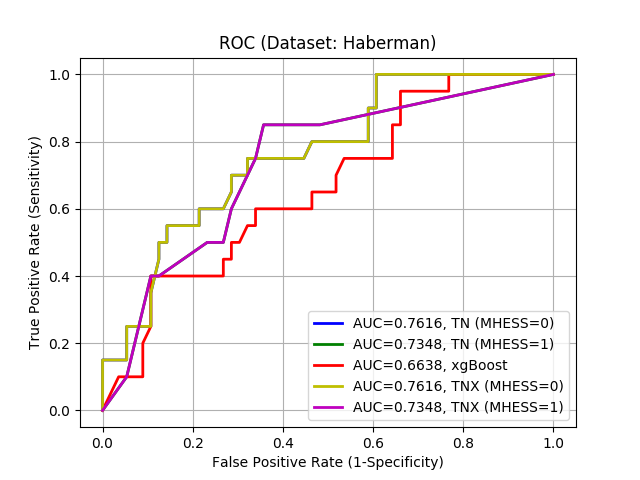 ROC (Dataset: Haberman)
1.0
0.8
0.6
0.4
0.2
0.0
True Positive Rate (Sensitivity)
AUC=0.7616, TN (MHESS=0)
AUC=0.7348, TN (MHESS=1)
AUC=0.6638, xgBoost
AUC=0.7616, TNX (MHESS=0)
AUC=0.7348, TNX (MHESS=1)
0.0 0.2 0.4 0.6 0.8 1.0
False Positive Rate (1-Specificity)